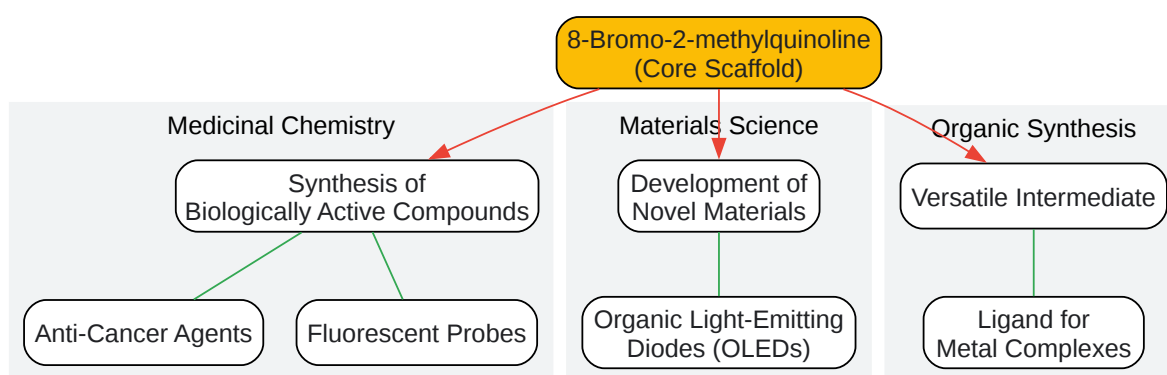 8-Bromo-2-methylquinoline
(Core Scaffold)
Medicinal Chemistry
Materials Science
Organic Synthesis
Synthesis of
Biologically Active Compounds
Development of
Novel Materials
Versatile Intermediate
Anti-Cancer Agents
Fluorescent Probes
Organic Light-Emitting
Diodes (OLEDs)
Ligand for
Metal Complexes